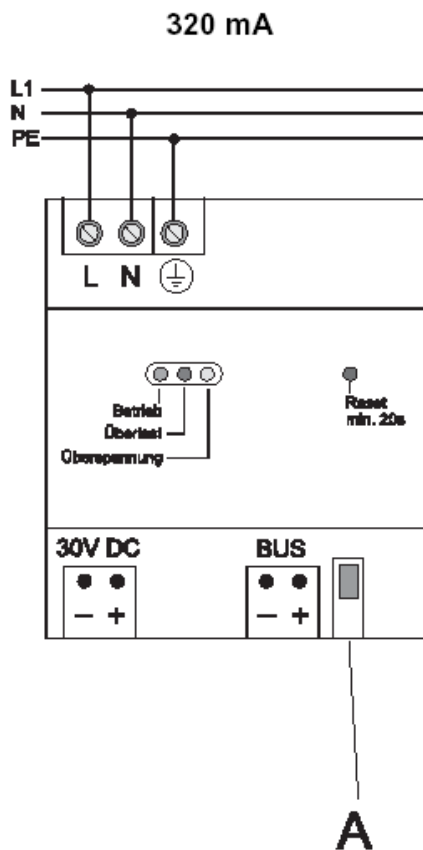 320 mA
L1
N
PE
L N
Betrieb
Überlast
Überspannung
Reset
min. 20s
30V DC
BUS
− +
− +
A